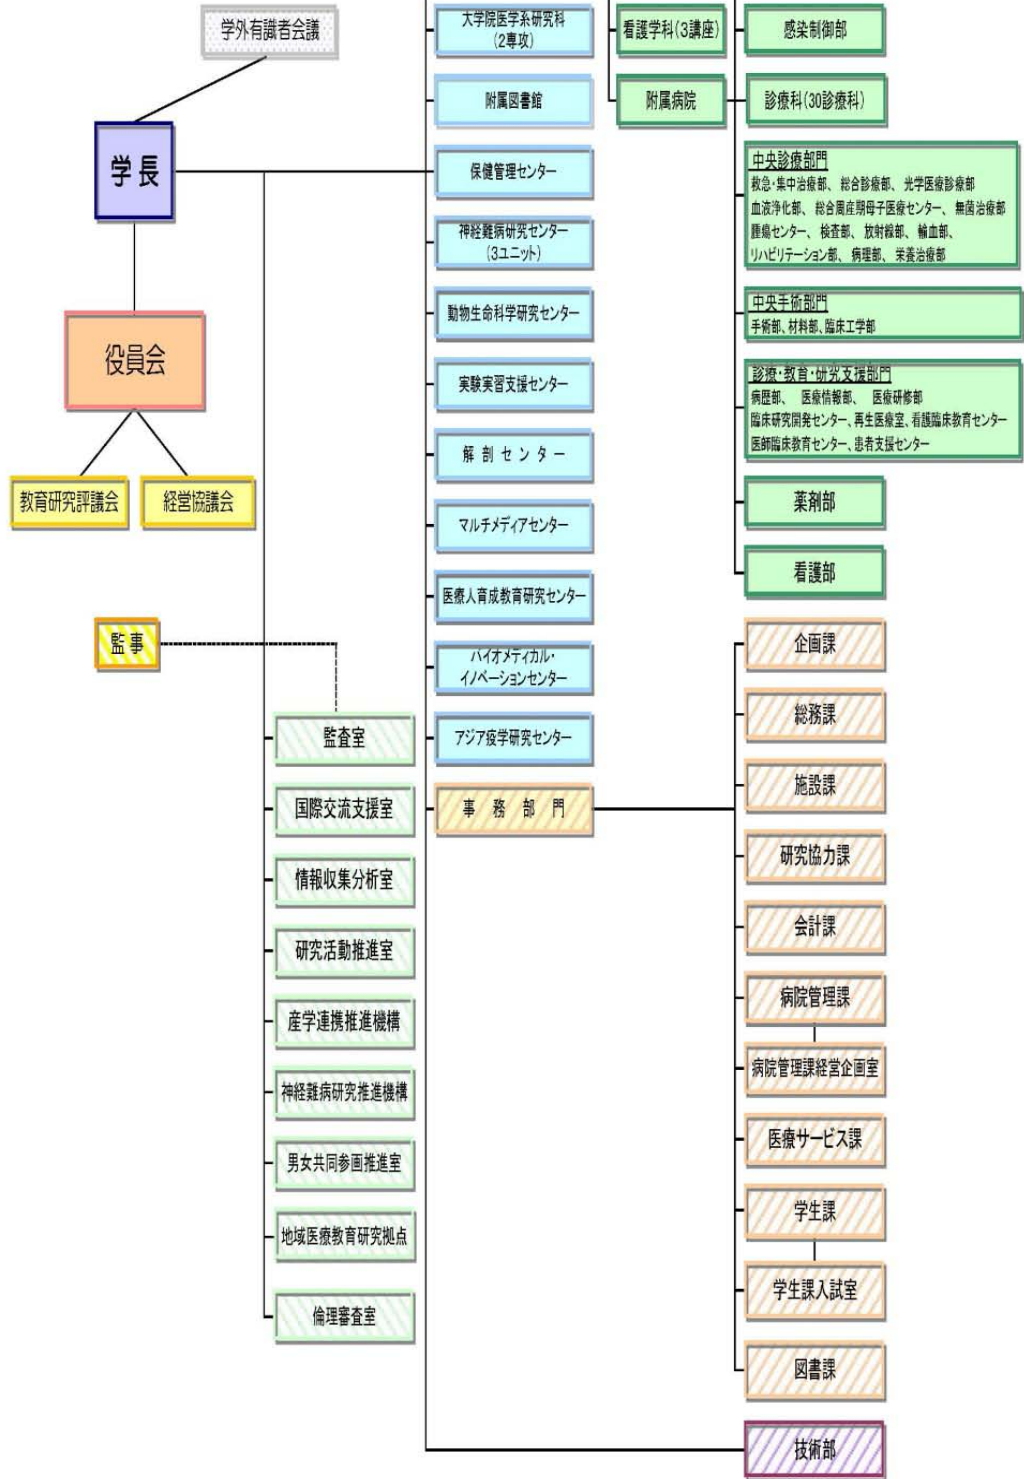 学外有識者会議
学長
役員会
教育研究評議会
経営協議会
監事
監査室
国際交流支援室
情報収集分析室
研究活動推進室
産学連携推進機構
神経難病研究推進機構
男女共同参画推進室
地域医療教育研究拠点
倫理審査室
大学院医学系研究科
(2専攻)
附属図書館
保健管理センター
神経難病研究センター
(3ユニット)
動物生命科学研究センター
実験実習支援センター
解剖センター
マルチメディアセンター
医療人育成教育研究センター
バイオメディカル・
イノベーションセンター
アジア疫学研究センター
事務部門
看護学科(3講座)
附属病院
感染制御部
診療科(30診療科)
中央診療部門
救急・集中治療部、総合診療部、光学医療診療部
血液浄化部、総合周産期母子医療センター、無菌治療部
腫瘍センター、検査部、放射線部、輸血部、
リハビリテーション部、病理部、栄養治療部
中央手術部門
手術部、材料部、臨床工学部
診療・教育・研究支援部門
病歴部、 医療情報部、 医療研修部
臨床研究開発センター、再生医療室、看護臨床教育センター
医師臨床教育センター、患者支援センター
薬剤部
看護部
企画課
総務課
施設課
研究協力課
会計課
病院管理課
病院管理課経営企画室
医療サービス課
学生課
学生課入試室
図書課
技術部